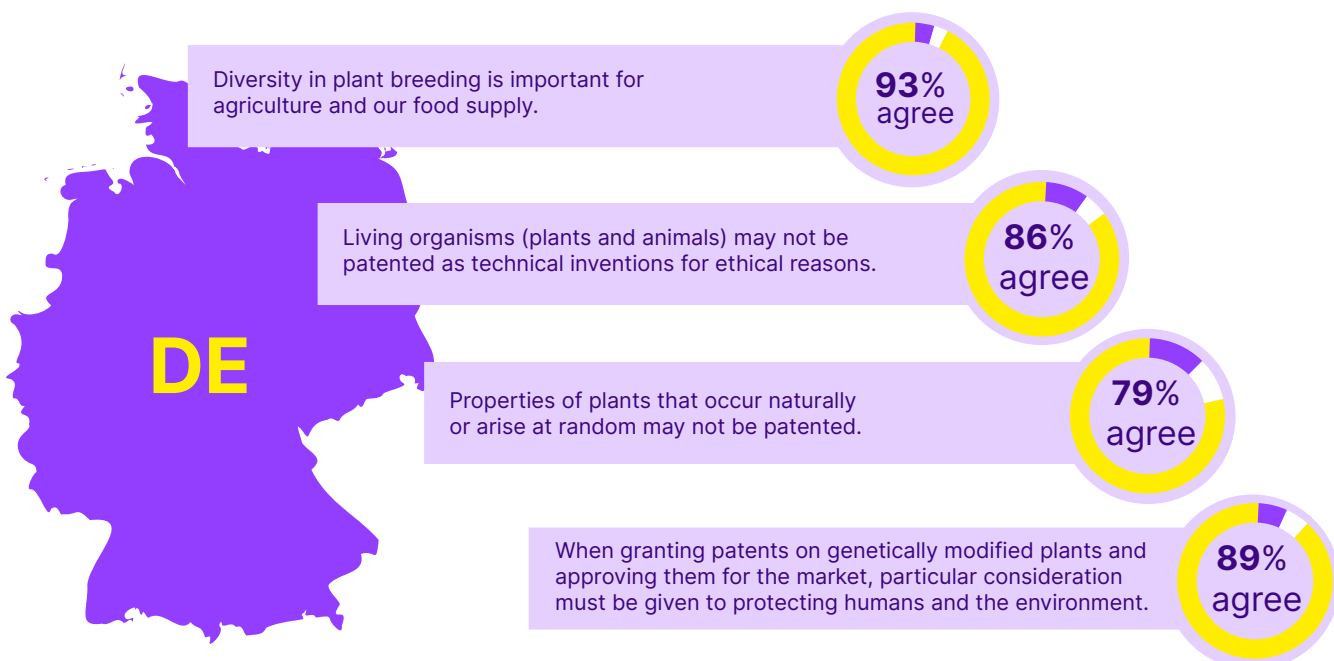 Diversity in plant breeding is important for
agriculture and our food supply.
93%
agree
Living organisms (plants and animals) may not be
patented as technical inventions for ethical reasons.
86%
agree
DE
Properties of plants that occur naturally
or arise at random may not be patented.
79%
agree
When granting patents on genetically modified plants and
approving them for the market, particular consideration
must be given to protecting humans and the environment.
89%
agree